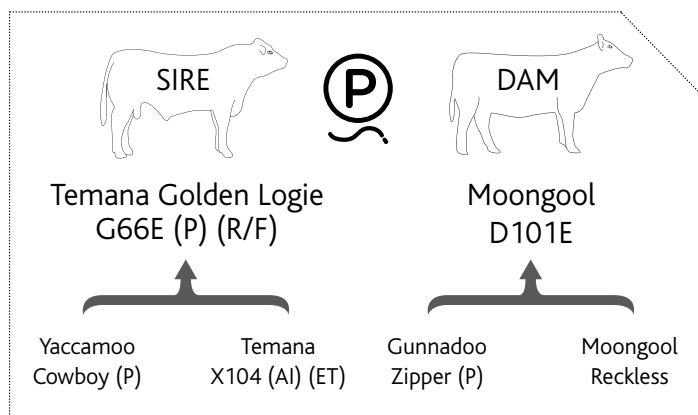 SIRE
P
DAM
Temana Golden Logie
G66E (P) (R/F)
Moongool
D101E
Yaccamoo
Cowboy (P)
Temana
X104 (AI) (ET)
Gunnadoo
Zipper (P)
Moongool
Reckless